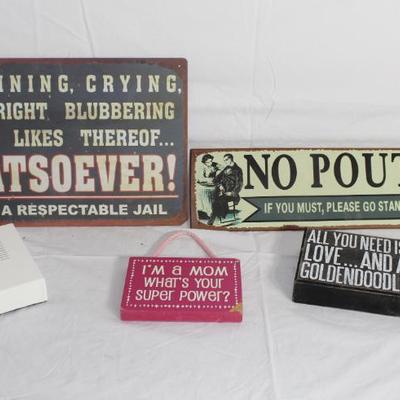 INING, CRYING,
RIGHT BLUBBERING
LIKES THEREOF...
ATSOEVER!
A RESPECTABLE JAIL
NO POUT
IF YOU MUST, PLEASE GO STAN
I'M A MOM
WHAT'S YOUR
SUPER POWER?
ALL YOU NEED IS
LOVE...AND A
GOLDENDOODL